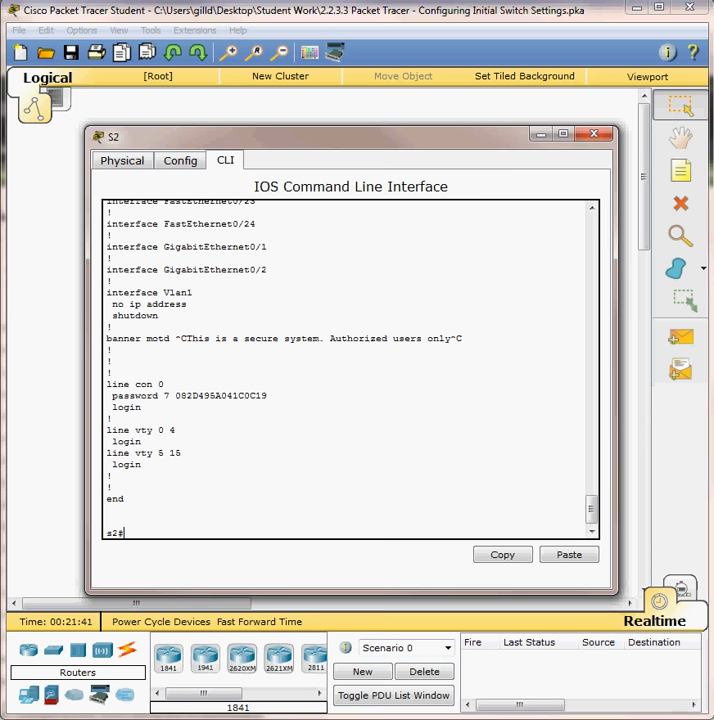 Cisco Packet Tracer Student - C:\Users\gilld\Desktop\Student Work\2.2.3.3 Packet Tracer - Configuring Initial Switch Settings.pka
File Edit Options View Tools Extensions Help
Logical [Root] New Cluster Move Object Set Tiled Background Viewport
S2
Physical Config CLI
IOS Command Line Interface
interface FastEthernet0/23
!
interface FastEthernet0/24
!
interface GigabitEthernet0/1
!
interface GigabitEthernet0/2
!
interface Vlan1
no ip address
shutdown
!
banner motd ^CThis is a secure system. Authorized users only^C
!
!
!
line con 0
password 7 082D495A041C0C19
login
!
line vty 0 4
login
line vty 5 15
login
!
!
end
s2#
Copy Paste
Time: 00:21:41 Power Cycle Devices Fast Forward Time Realtime
Routers
1841 1941 2620XM 2621XM 2811
1841
Scenario 0
New Delete
Toggle PDU List Window
Fire Last Status Source Destination